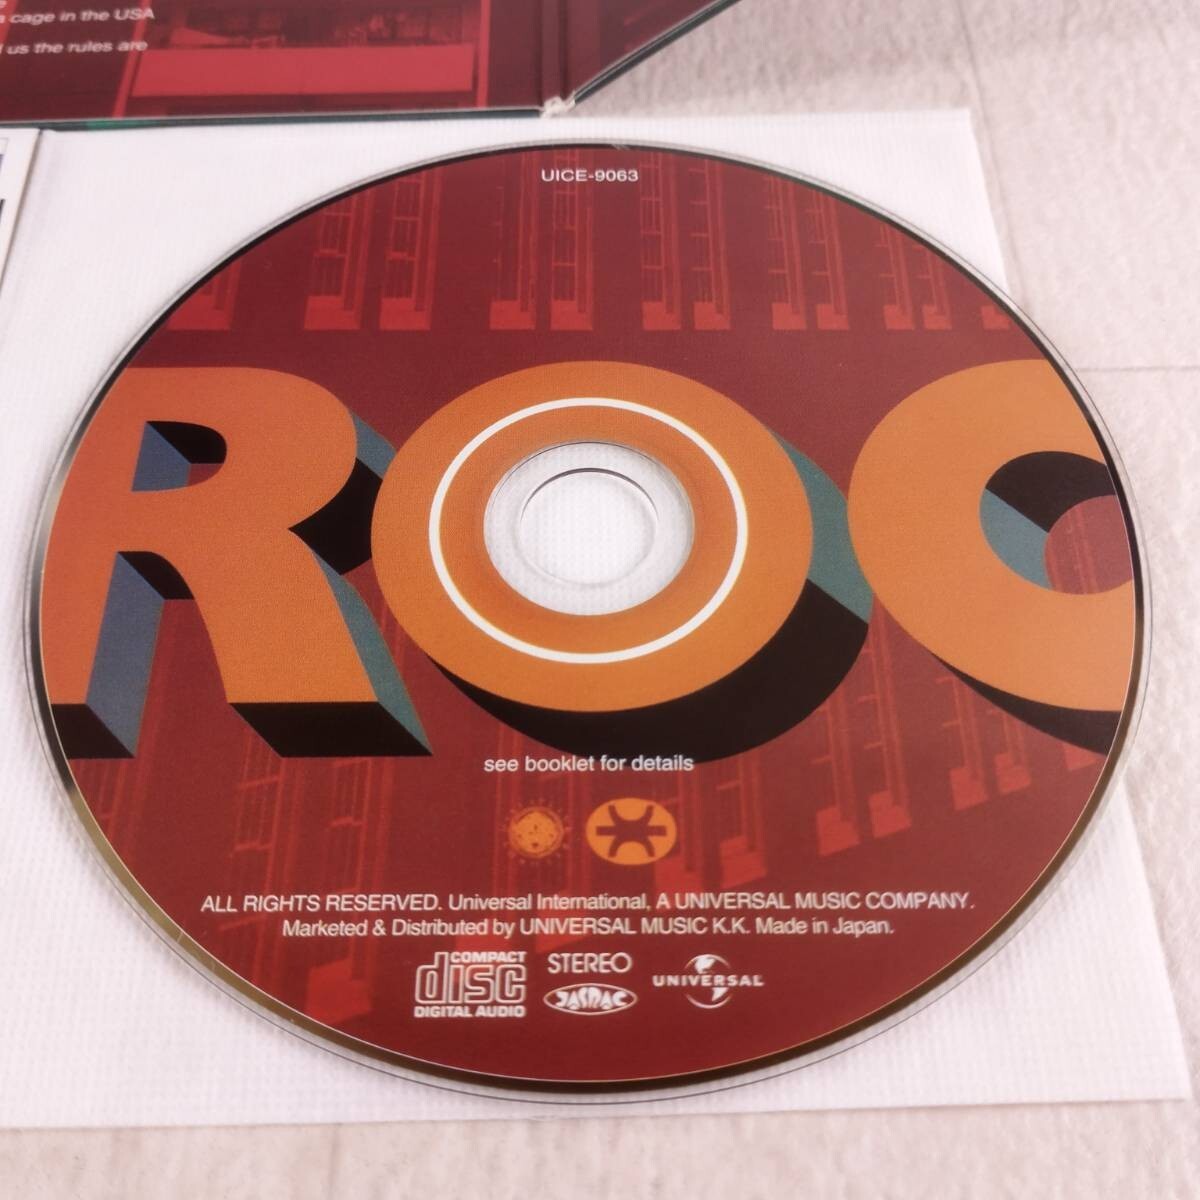 a cage in the USA
us the rules are
UICE-9063
ROC
see booklet for details
ALL RIGHTS RESERVED. Universal International, A UNIVERSAL MUSIC COMPANY.
Marketed & Distributed by UNIVERSAL MUSIC K.K. Made in Japan.
COMPACT
disc
DIGITAL AUDIO
STEREO
JASRAC
UNIVERSAL